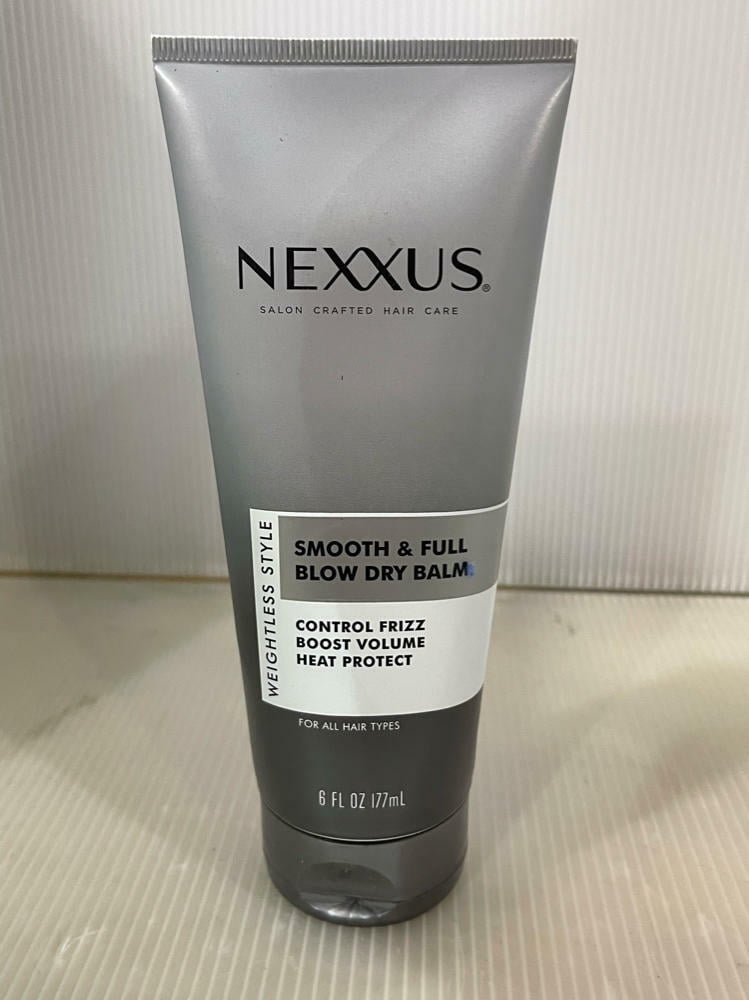 NEXXUS®
SALON CRAFTED HAIR CARE
WEIGHTLESS STYLE
SMOOTH & FULL
BLOW DRY BALM
CONTROL FRIZZ
BOOST VOLUME
HEAT PROTECT
FOR ALL HAIR TYPES
6 FL OZ 177mL